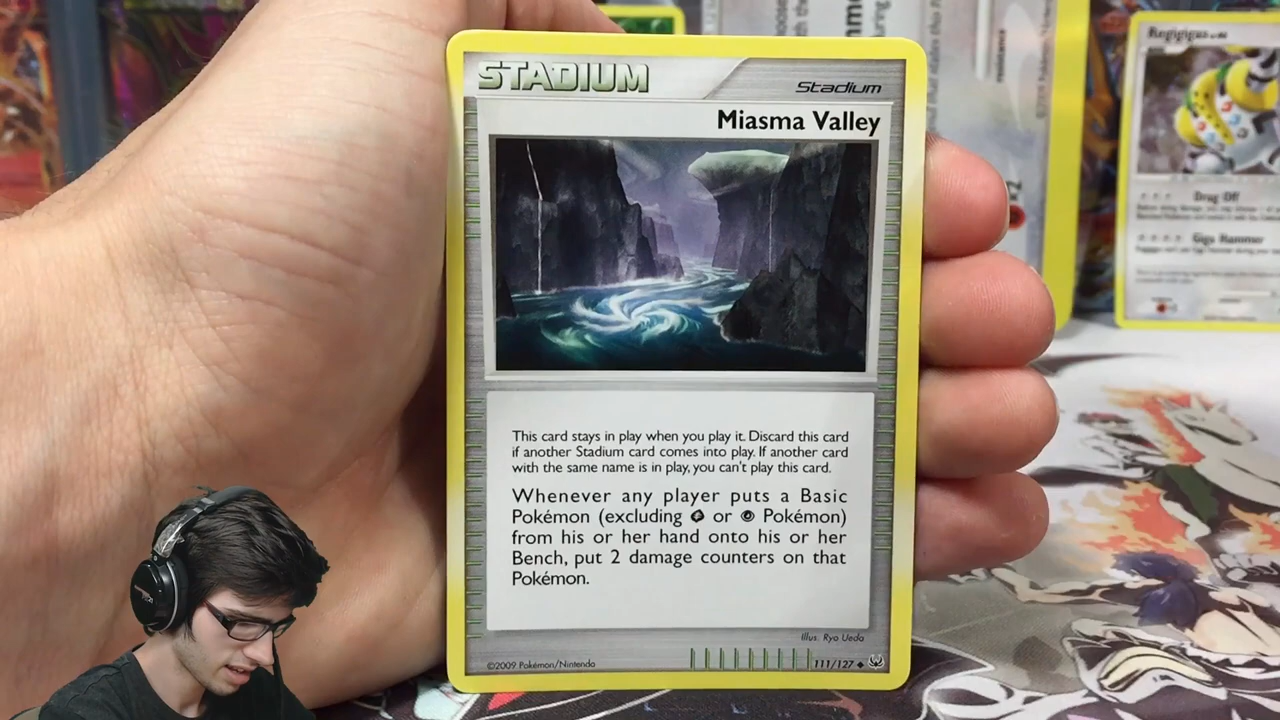 STADIUM
Stadium
Miasma Valley
This card stays in play when you play it. Discard this card
if another Stadium card comes into play. If another card
with the same name is in play, you can't play this card.
Whenever any player puts a Basic
Pokémon (excluding or Pokémon)
from his or her hand onto his or her
Bench, put 2 damage counters on that
Pokémon.
Illus. Ryo Ueda
©2009 Pokémon/Nintendo
111/127
Regigigas
Drag Off
Giga Hammer
resistance